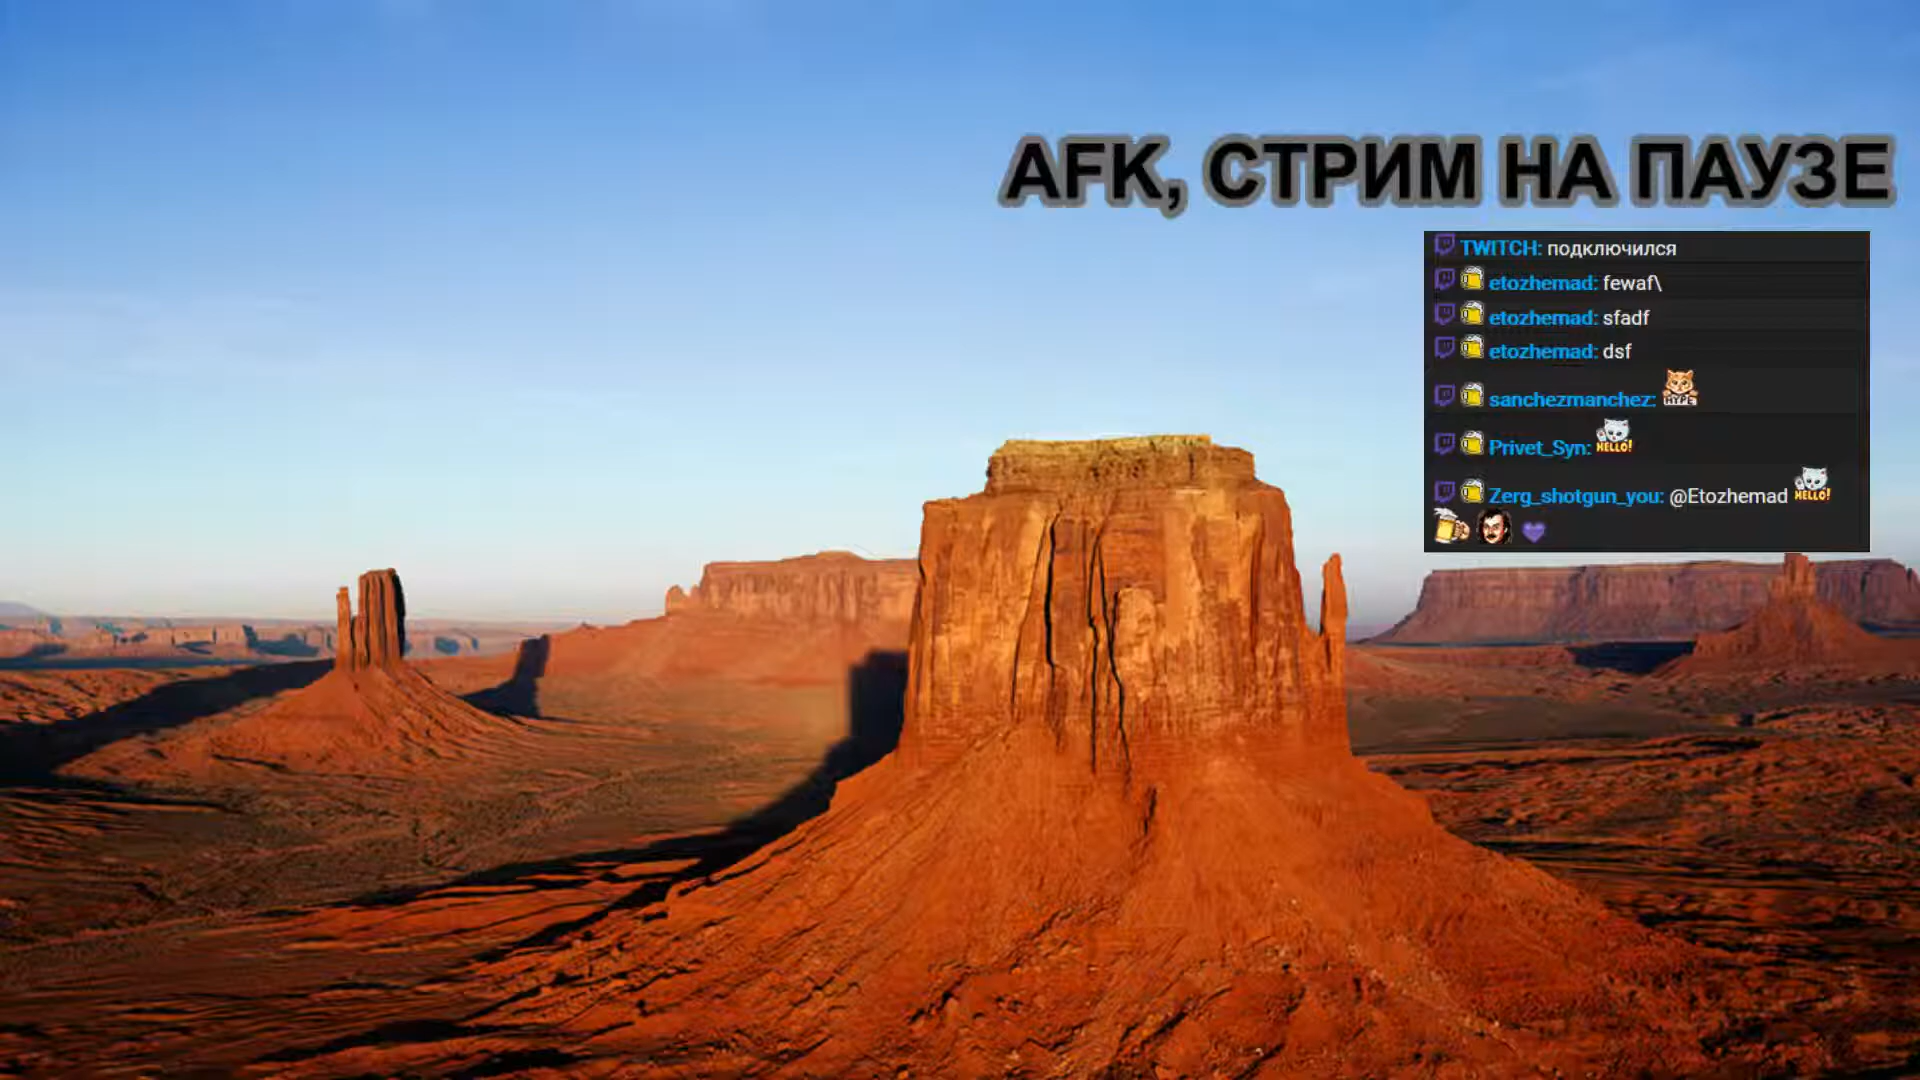 AFK, СТРИМ НА ПАУЗЕ
TWITCH: подключился
etozhemad: fewaf\
etozhemad: sfadf
etozhemad: dsf
sanchezmanchez: HYPE
Privet_Syn: HELLO!
Zerg_shotgun_you: @Etozhemad HELLO!